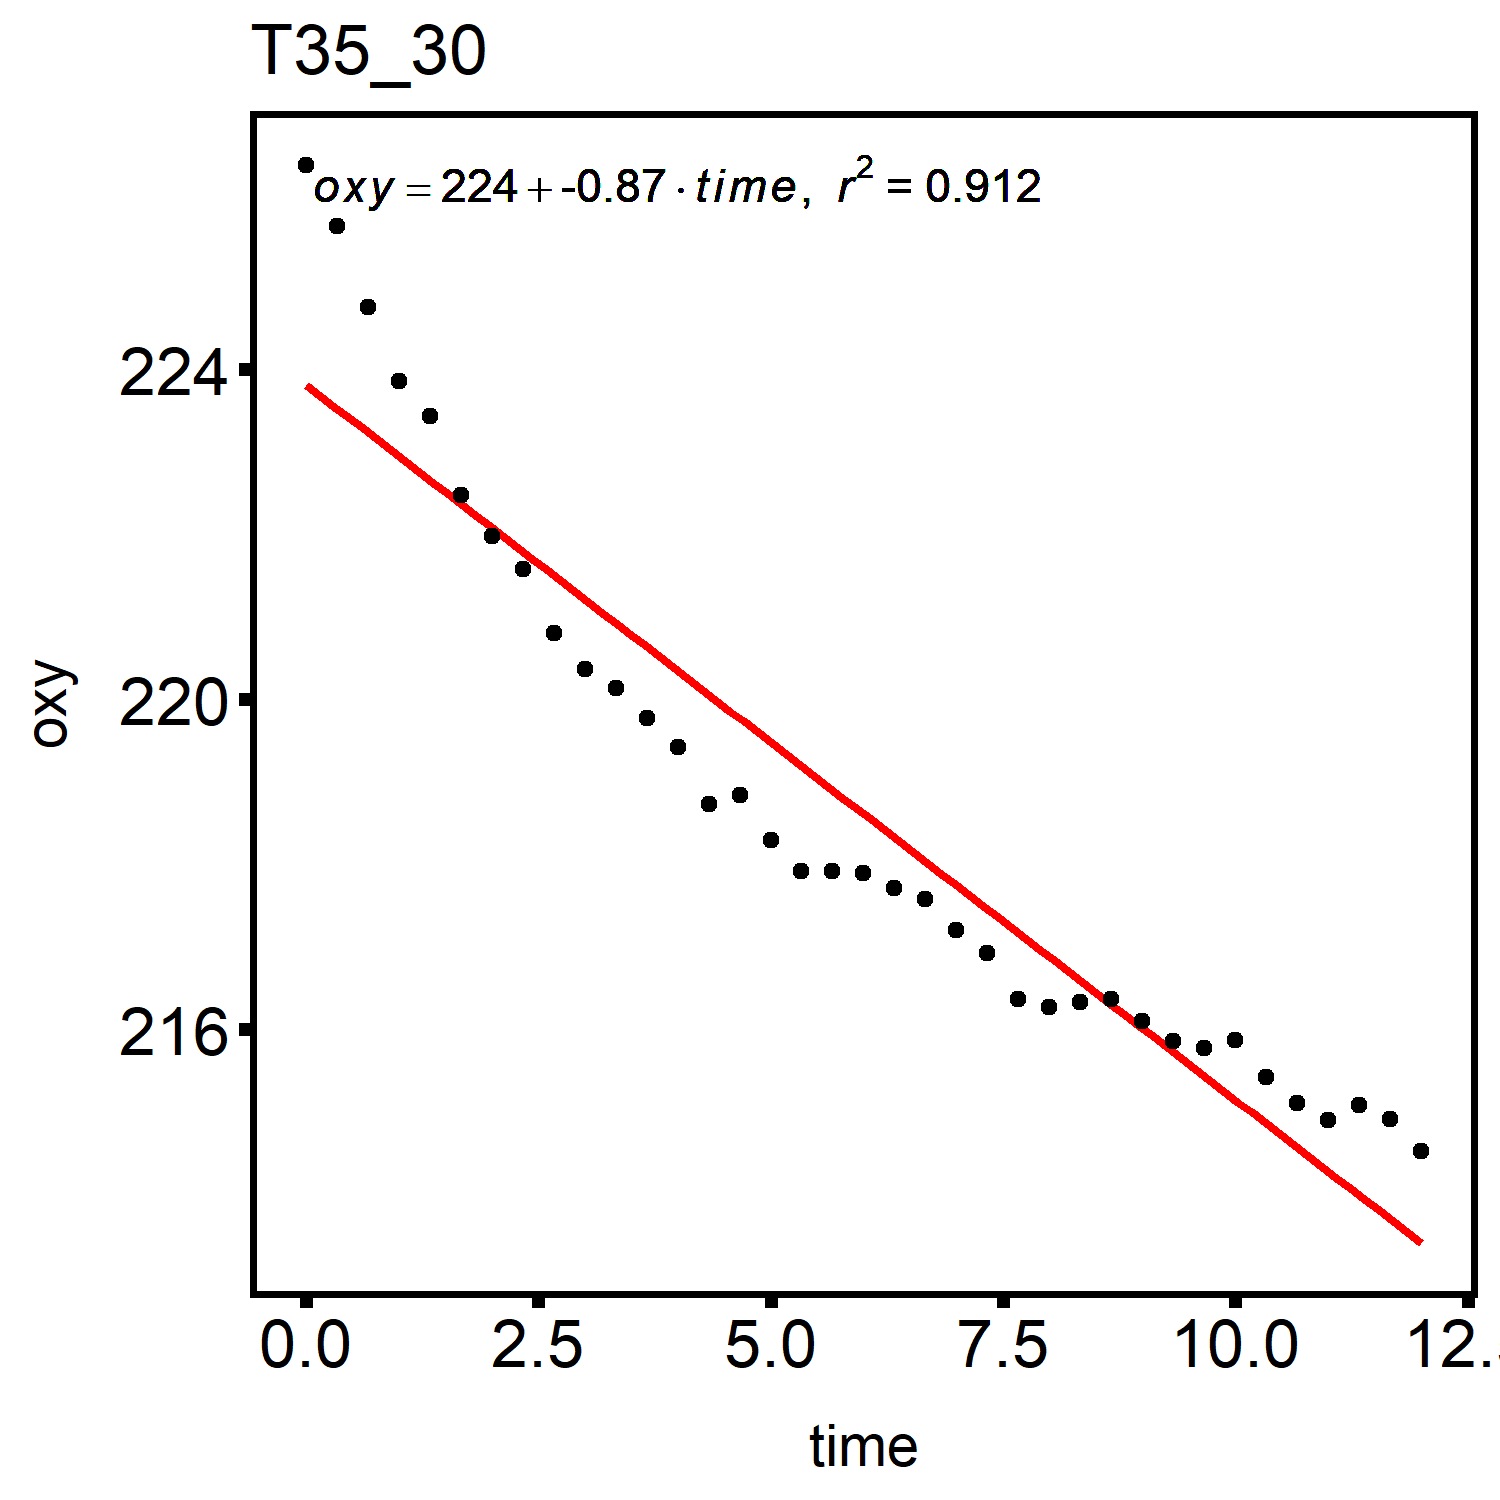 T35_30
oxy = 224 + -0.87 · time, r² = 0.912
224
220
216
oxy
0.0 2.5 5.0 7.5 10.0 12.
time